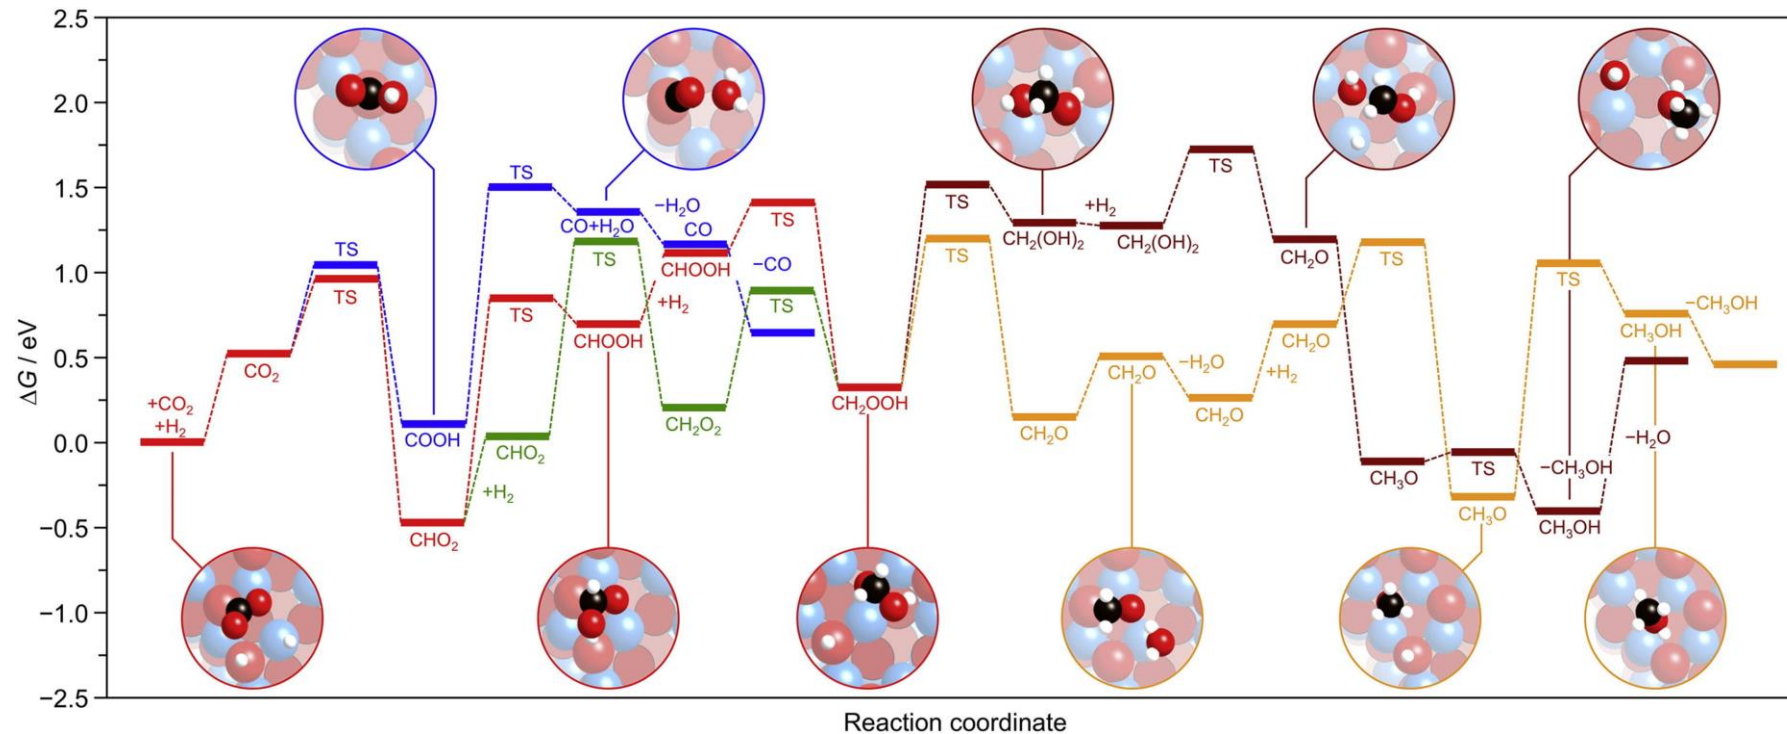 2.5
2.0
1.5
1.0
0.5
0.0
−0.5
−1.0
−1.5
−2.0
−2.5
ΔG / eV
Reaction coordinate
+CO₂
+H₂
CO₂
TS
TS
COOH
CHO₂
+H₂
TS
TS
CHO₂
CO+H₂O
TS
CHOOH
−H₂O
CO
CHOOH
+H₂
CH₂O₂
−CO
TS
TS
CH₂OOH
TS
TS
CH₂(OH)₂
CH₂O
+H₂
CH₂(OH)₂
CH₂O
−H₂O
TS
CH₂O
+H₂
CH₂O
CH₂O
TS
CH₃O
TS
CH₃O
TS
−CH₃OH
CH₃OH
CH₃OH
−H₂O
−CH₃OH